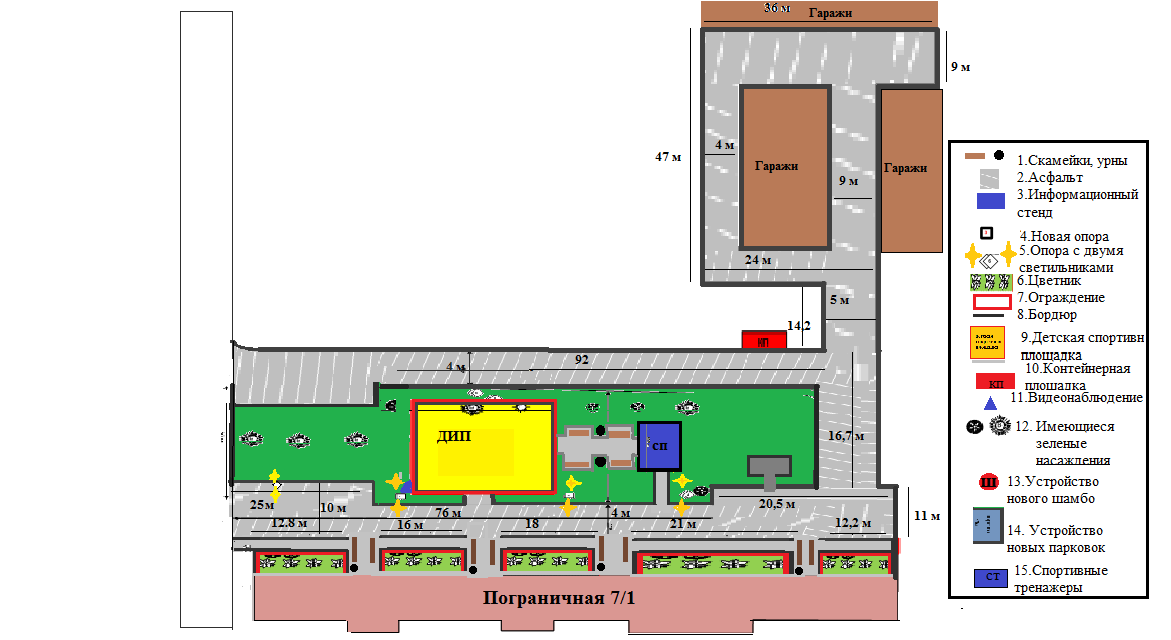 36 м
Гаражи
9 м
47 м
4 м
Гаражи
9 м
Гаражи
24 м
5 м
14,2
92
4 м
ДИП
сп
16,7 м
25м
10 м
12.8 м
16 м
76 м
18
4 м
21 м
20,5 м
12,2 м
11 м
Пограничная 7/1
1.Скамейки, урны
2.Асфальт
3.Информационный
стенд
4.Новая опора
5.Опора с двумя
светильниками
6.Цветник
7.Ограждение
8.Бордюр
9.Детская спортивн
площадка
10.Контейнерная
площадка
КП
11.Видеонаблюдение
12. Имеющиеся
зеленые
насаждения
Ш
13.Устройство
нового шамбо
14. Устройство
новых парковок
СТ
15.Спортивные
тренажеры